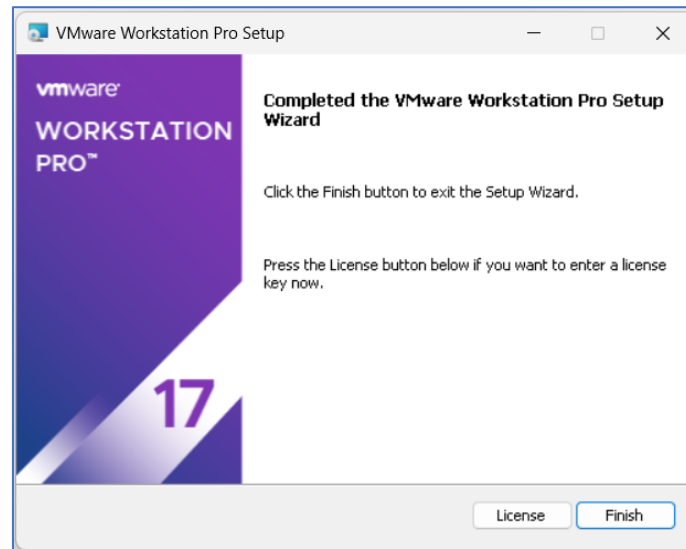 VMware Workstation Pro Setup
vmware
WORKSTATION
PRO™
17
Completed the VMware Workstation Pro Setup
Wizard
Click the Finish button to exit the Setup Wizard.
Press the License button below if you want to enter a license
key now.
License
Finish